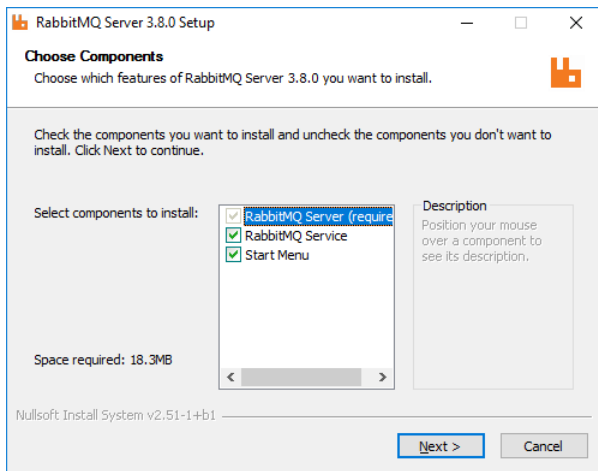 RabbitMQ Server 3.8.0 Setup
Choose Components
Choose which features of RabbitMQ Server 3.8.0 you want to install.
Check the components you want to install and uncheck the components you don't want to
install. Click Next to continue.
Select components to install:
RabbitMQ Server (require
RabbitMQ Service
Start Menu
Description
Position your mouse
over a component to
see its description.
Space required: 18.3MB
Nullsoft Install System v2.51-1+b1
Next >
Cancel